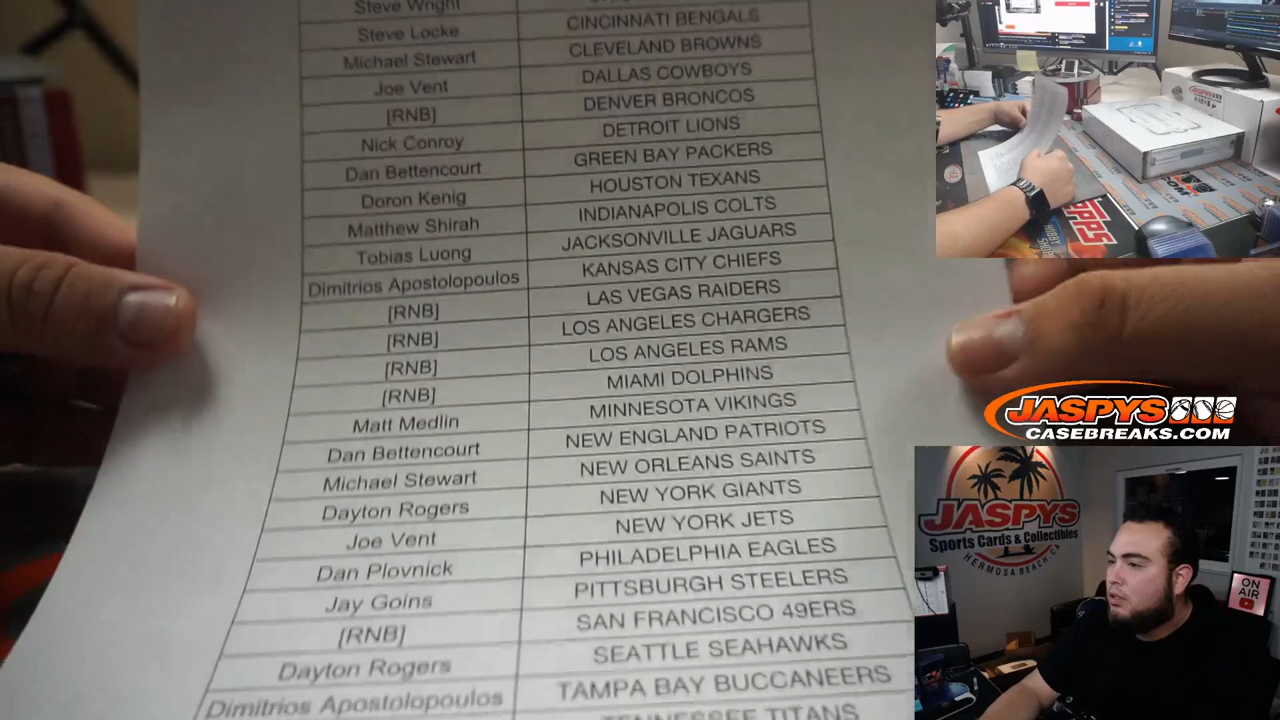 Steve Wright
Steve Locke CINCINNATI BENGALS
Michael Stewart CLEVELAND BROWNS
Joe Vent DALLAS COWBOYS
[RNB] DENVER BRONCOS
Nick Conroy DETROIT LIONS
Dan Bettencourt GREEN BAY PACKERS
Doron Kenig HOUSTON TEXANS
Matthew Shirah INDIANAPOLIS COLTS
Tobias Luong JACKSONVILLE JAGUARS
Dimitrios Apostolopoulos KANSAS CITY CHIEFS
[RNB] LAS VEGAS RAIDERS
[RNB] LOS ANGELES CHARGERS
[RNB] LOS ANGELES RAMS
[RNB] MIAMI DOLPHINS
Matt Medlin MINNESOTA VIKINGS
Dan Bettencourt NEW ENGLAND PATRIOTS
Michael Stewart NEW ORLEANS SAINTS
Dayton Rogers NEW YORK GIANTS
Joe Vent NEW YORK JETS
Dan Plovnick PHILADELPHIA EAGLES
Jay Goins PITTSBURGH STEELERS
[RNB] SAN FRANCISCO 49ERS
Dayton Rogers SEATTLE SEAHAWKS
Dimitrios Apostolopoulos TAMPA BAY BUCCANEERS
TENNESSEE TITANS
TOPPS
JASPYS
CASEBREAKS.COM
JASPYS
Sports Cards & Collectibles
HERMOSA BEACH, CA
ON
AIR